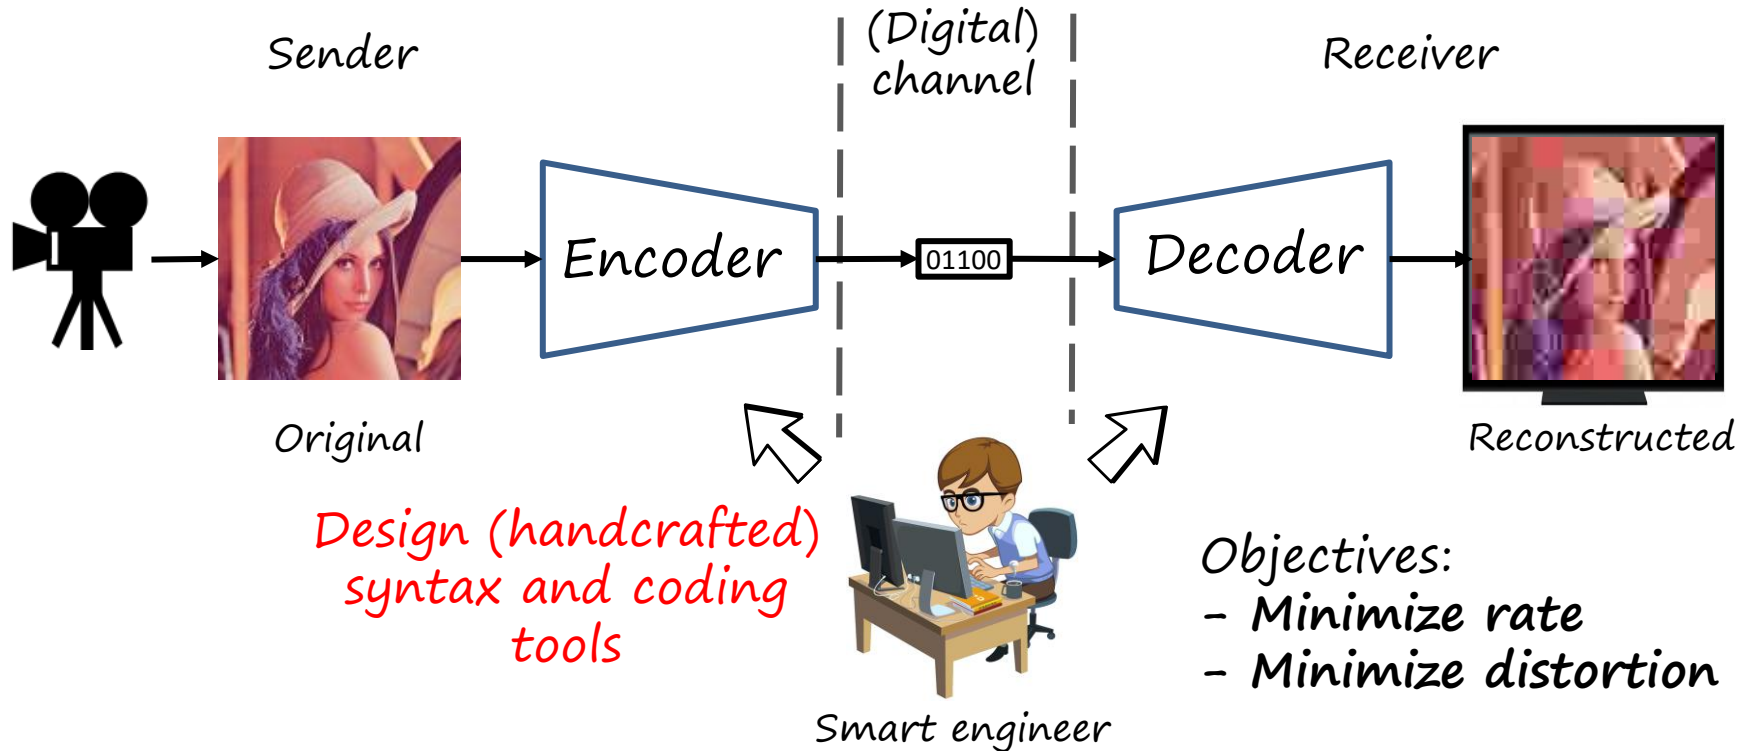 Sender
(Digital)
channel
Receiver
Encoder
01100
Decoder
Original
Reconstructed
Design (handcrafted)
syntax and coding
tools
Smart engineer
Objectives:
- Minimize rate
- Minimize distortion